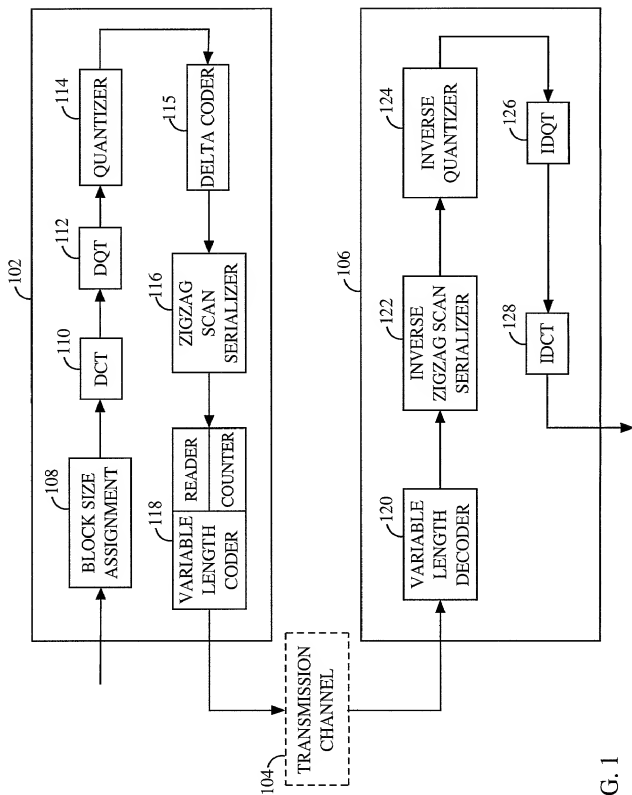 102
108
BLOCK SIZE
ASSIGNMENT
110
DCT
112
DQT
114
QUANTIZER
118
VARIABLE
LENGTH
CODER
READER
COUNTER
116
ZIGZAG
SCAN
SERIALIZER
115
DELTA CODER
104
TRANSMISSION
CHANNEL
106
120
VARIABLE
LENGTH
DECODER
122
INVERSE
ZIGZAG SCAN
SERIALIZER
124
INVERSE
QUANTIZER
128
IDCT
126
IDQT
G. 1